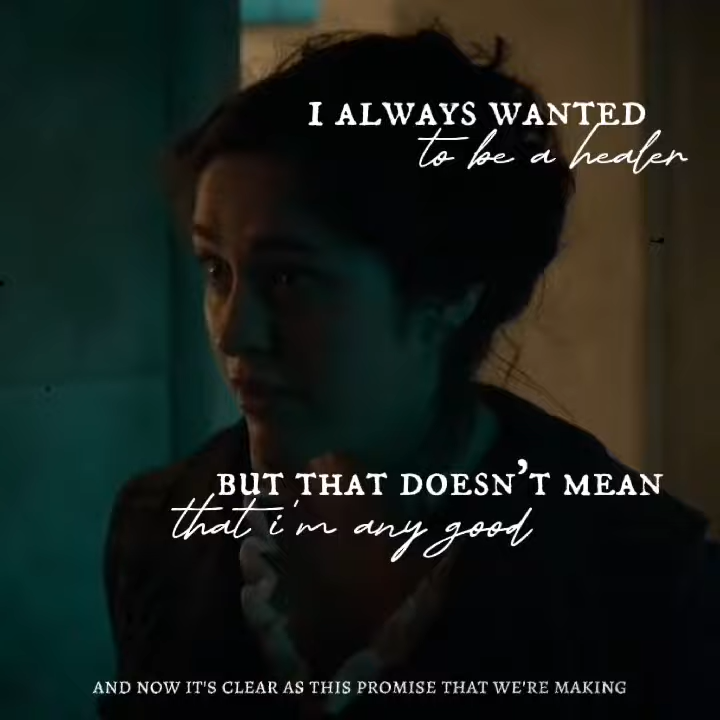 I ALWAYS WANTED
to be a healer
BUT THAT DOESN'T MEAN
that i'm any good
AND NOW IT'S CLEAR AS THIS PROMISE THAT WE'RE MAKING